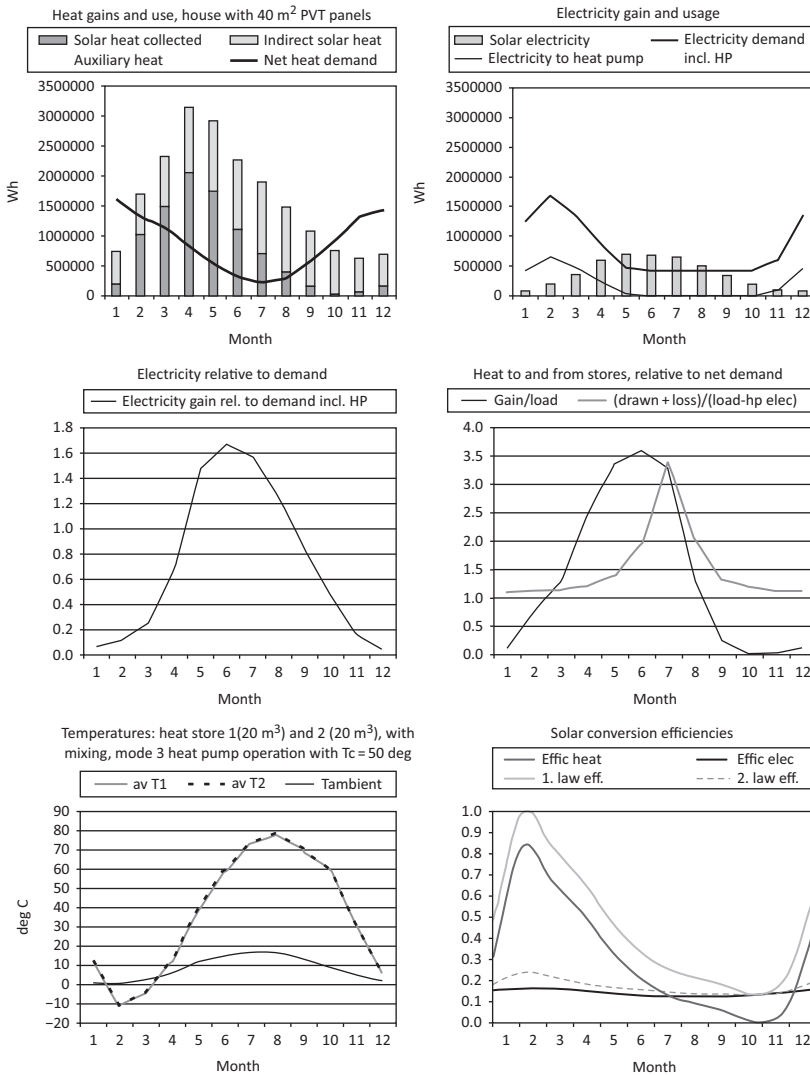 Heat gains and use, house with 40 m² PVT panels
Solar heat collected
Indirect solar heat
Auxiliary heat
Net heat demand
3500000
3000000
2500000
2000000
1500000
1000000
500000
0
Wh
1 2 3 4 5 6 7 8 9 10 11 12
Month
Electricity gain and usage
Solar electricity
Electricity demand
incl. HP
Electricity to heat pump
3500000
3000000
2500000
2000000
1500000
1000000
500000
0
Wh
1 2 3 4 5 6 7 8 9 10 11 12
Month
Electricity relative to demand
Electricity gain rel. to demand incl. HP
1.8
1.6
1.4
1.2
1.0
0.8
0.6
0.4
0.2
0.0
1 2 3 4 5 6 7 8 9 10 11 12
Month
Heat to and from stores, relative to net demand
Gain/load
(drawn + loss)/(load-hp elec)
4.0
3.5
3.0
2.5
2.0
1.5
1.0
0.5
0.0
1 2 3 4 5 6 7 8 9 10 11 12
Month
Temperatures: heat store 1(20 m³) and 2 (20 m³), with
mixing, mode 3 heat pump operation with Tc = 50 deg
av T1
av T2
Tambient
90
80
70
60
50
40
30
20
10
0
−10
−20
deg C
1 2 3 4 5 6 7 8 9 10 11 12
Month
Solar conversion efficiencies
Effic heat
Effic elec
1. law eff.
2. law eff.
1.0
0.9
0.8
0.7
0.6
0.5
0.4
0.3
0.2
0.1
0.0
1 2 3 4 5 6 7 8 9 10 11 12
Month